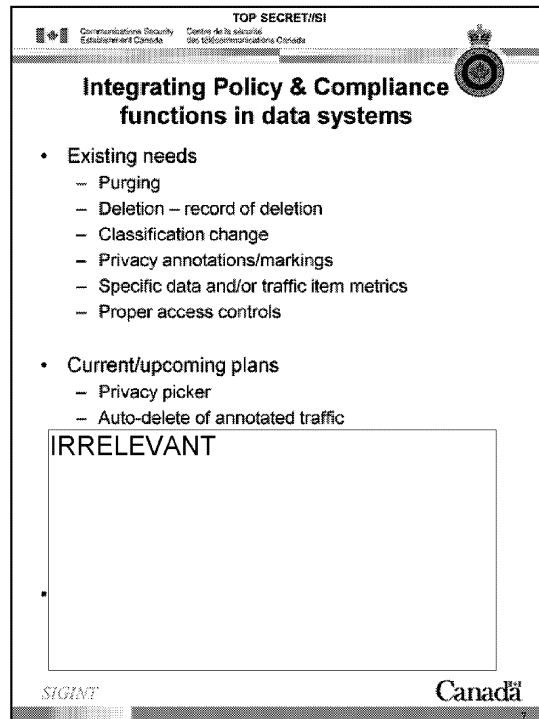 TOP SECRET//SI
Communications Security Establishment Canada
Centre de la sécurité des télécommunications Canada
Integrating Policy & Compliance
functions in data systems
• Existing needs
– Purging
– Deletion – record of deletion
– Classification change
– Privacy annotations/markings
– Specific data and/or traffic item metrics
– Proper access controls
• Current/upcoming plans
– Privacy picker
– Auto-delete of annotated traffic
IRRELEVANT
SIGINT
Canada
7